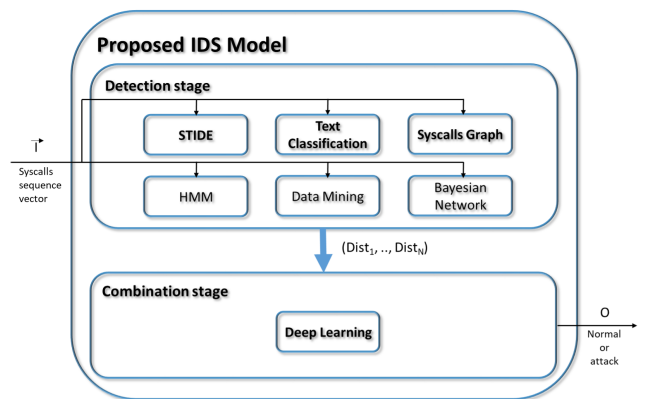 Proposed IDS Model
Detection stage
STIDE
Text
Classification
Syscalls Graph
I
Syscalls
sequence
vector
HMM
Data Mining
Bayesian
Network
(Dist₁, .., Distₙ)
Combination stage
Deep Learning
O
Normal
or
attack